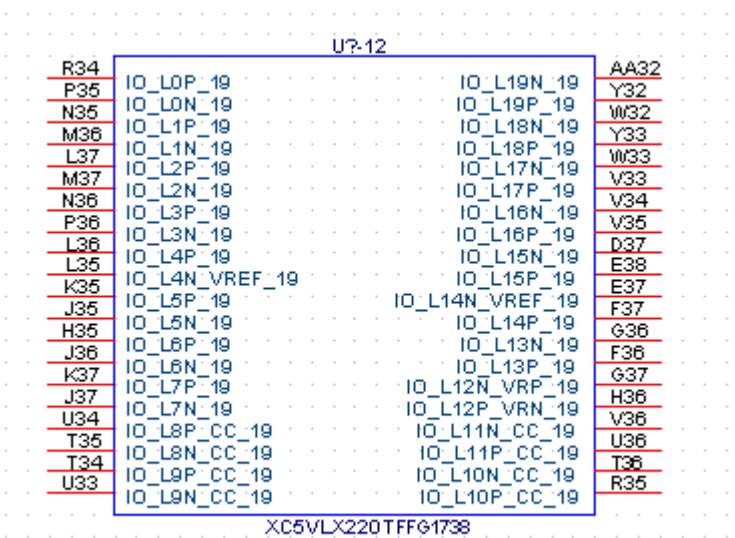 U?-12
R34 IO_L0P_19 IO_L19N_19 AA32
P35 IO_L0N_19 IO_L19P_19 Y32
N35 IO_L1P_19 IO_L18N_19 W32
M36 IO_L1N_19 IO_L18P_19 Y33
L37 IO_L2P_19 IO_L17N_19 W33
M37 IO_L2N_19 IO_L17P_19 V33
N36 IO_L3P_19 IO_L16N_19 V34
P36 IO_L3N_19 IO_L16P_19 V35
L36 IO_L4P_19 IO_L15N_19 D37
L35 IO_L4N_VREF_19 IO_L15P_19 E38
K35 IO_L5P_19 IO_L14N_VREF_19 E37
J35 IO_L5N_19 IO_L14P_19 F37
H35 IO_L6P_19 IO_L13N_19 G36
J36 IO_L6N_19 IO_L13P_19 F36
K37 IO_L7P_19 IO_L12N_VRP_19 G37
J37 IO_L7N_19 IO_L12P_VRN_19 H36
U34 IO_L8P_CC_19 IO_L11N_CC_19 V36
T35 IO_L8N_CC_19 IO_L11P_CC_19 U36
T34 IO_L9P_CC_19 IO_L10N_CC_19 T36
U33 IO_L9N_CC_19 IO_L10P_CC_19 R35
XC5VLX220TFFG1738